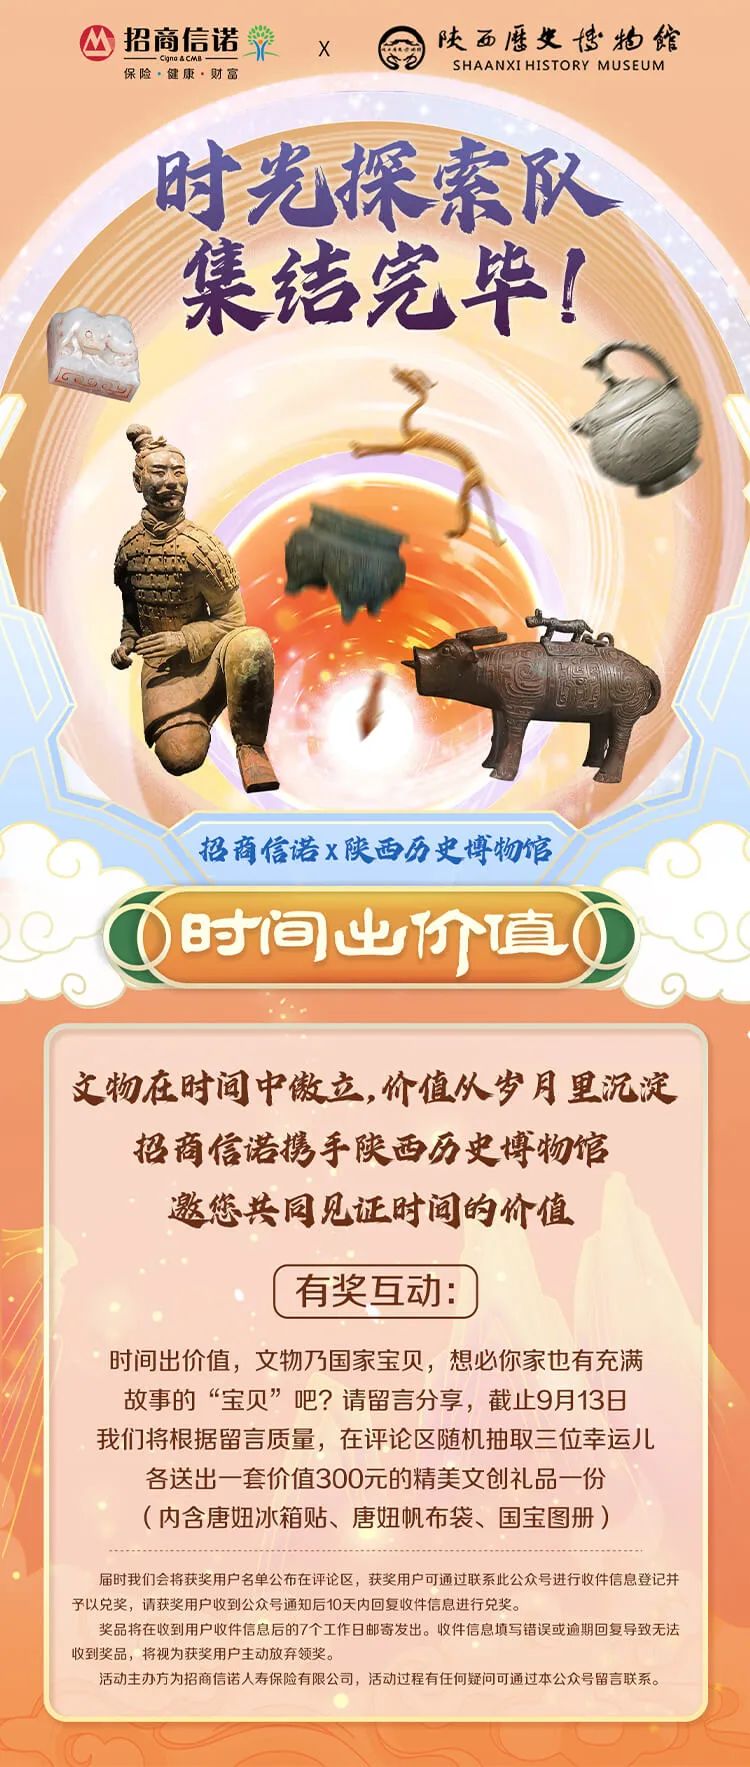 招商信诺
Cigna & CMB
保险·健康·财富
X
陕西歷史博物館
SHAANXI HISTORY MUSEUM
时光探索队
集结完毕！
招商信诺x陕西历史博物馆
时间出价值
文物在时间中傲立，价值从岁月里沉淀
招商信诺携手陕西历史博物馆
邀您共同见证时间的价值
有奖互动：
时间出价值，文物乃国家宝贝，想必你家也有充满
故事的“宝贝”吧？请留言分享，截止9月13日
我们将根据留言质量，在评论区随机抽取三位幸运儿
各送出一套价值300元的精美文创礼品一份
（内含唐妞冰箱贴、唐妞帆布袋、国宝图册）
届时我们会将获奖用户名单公布在评论区，获奖用户可通过联系此公众号进行收件信息登记并
予以兑奖，请获奖用户收到公众号通知后10天内回复收件信息进行兑奖。
奖品将在收到用户收件信息后的7个工作日邮寄发出。收件信息填写错误或逾期回复导致无法
收到奖品，将视为获奖用户主动放弃领奖。
活动主办方为招商信诺人寿保险有限公司，活动过程有任何疑问可通过本公众号留言联系。